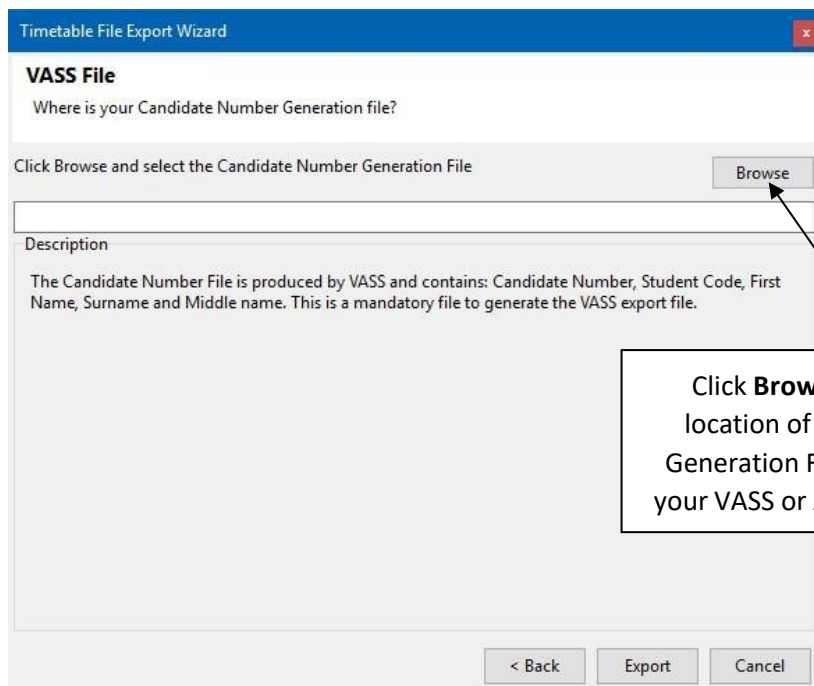 Timetable File Export Wizard
x
VASS File
Where is your Candidate Number Generation file?
Click Browse and select the Candidate Number Generation File
Browse
Description
The Candidate Number File is produced by VASS and contains: Candidate Number, Student Code, First
Name, Surname and Middle name. This is a mandatory file to generate the VASS export file.
Click
location of
Generation
your VASS or
< Back
Export
Cancel